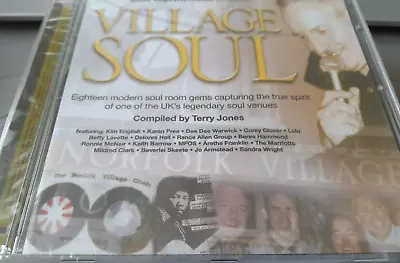 VILLAGE
SOUL
Eighteen modern soul room gems capturing the true spirit
of one of the UK's legendary soul venues
Compiled by Terry Jones
featuring: Kim English • Karen Pree • Dee Dee Warwick • Corey Glover • Lulu
Betty Lavette • Delores Hall • Rance Allen Group • Beres Hammond
Ronnie McNeir • Keith Barrow • MFOS • Aretha Franklin • The Marriotts
Mildred Clark • Beverlei Skeete • Jo Armstead • Sandra Wright
VILLAGE